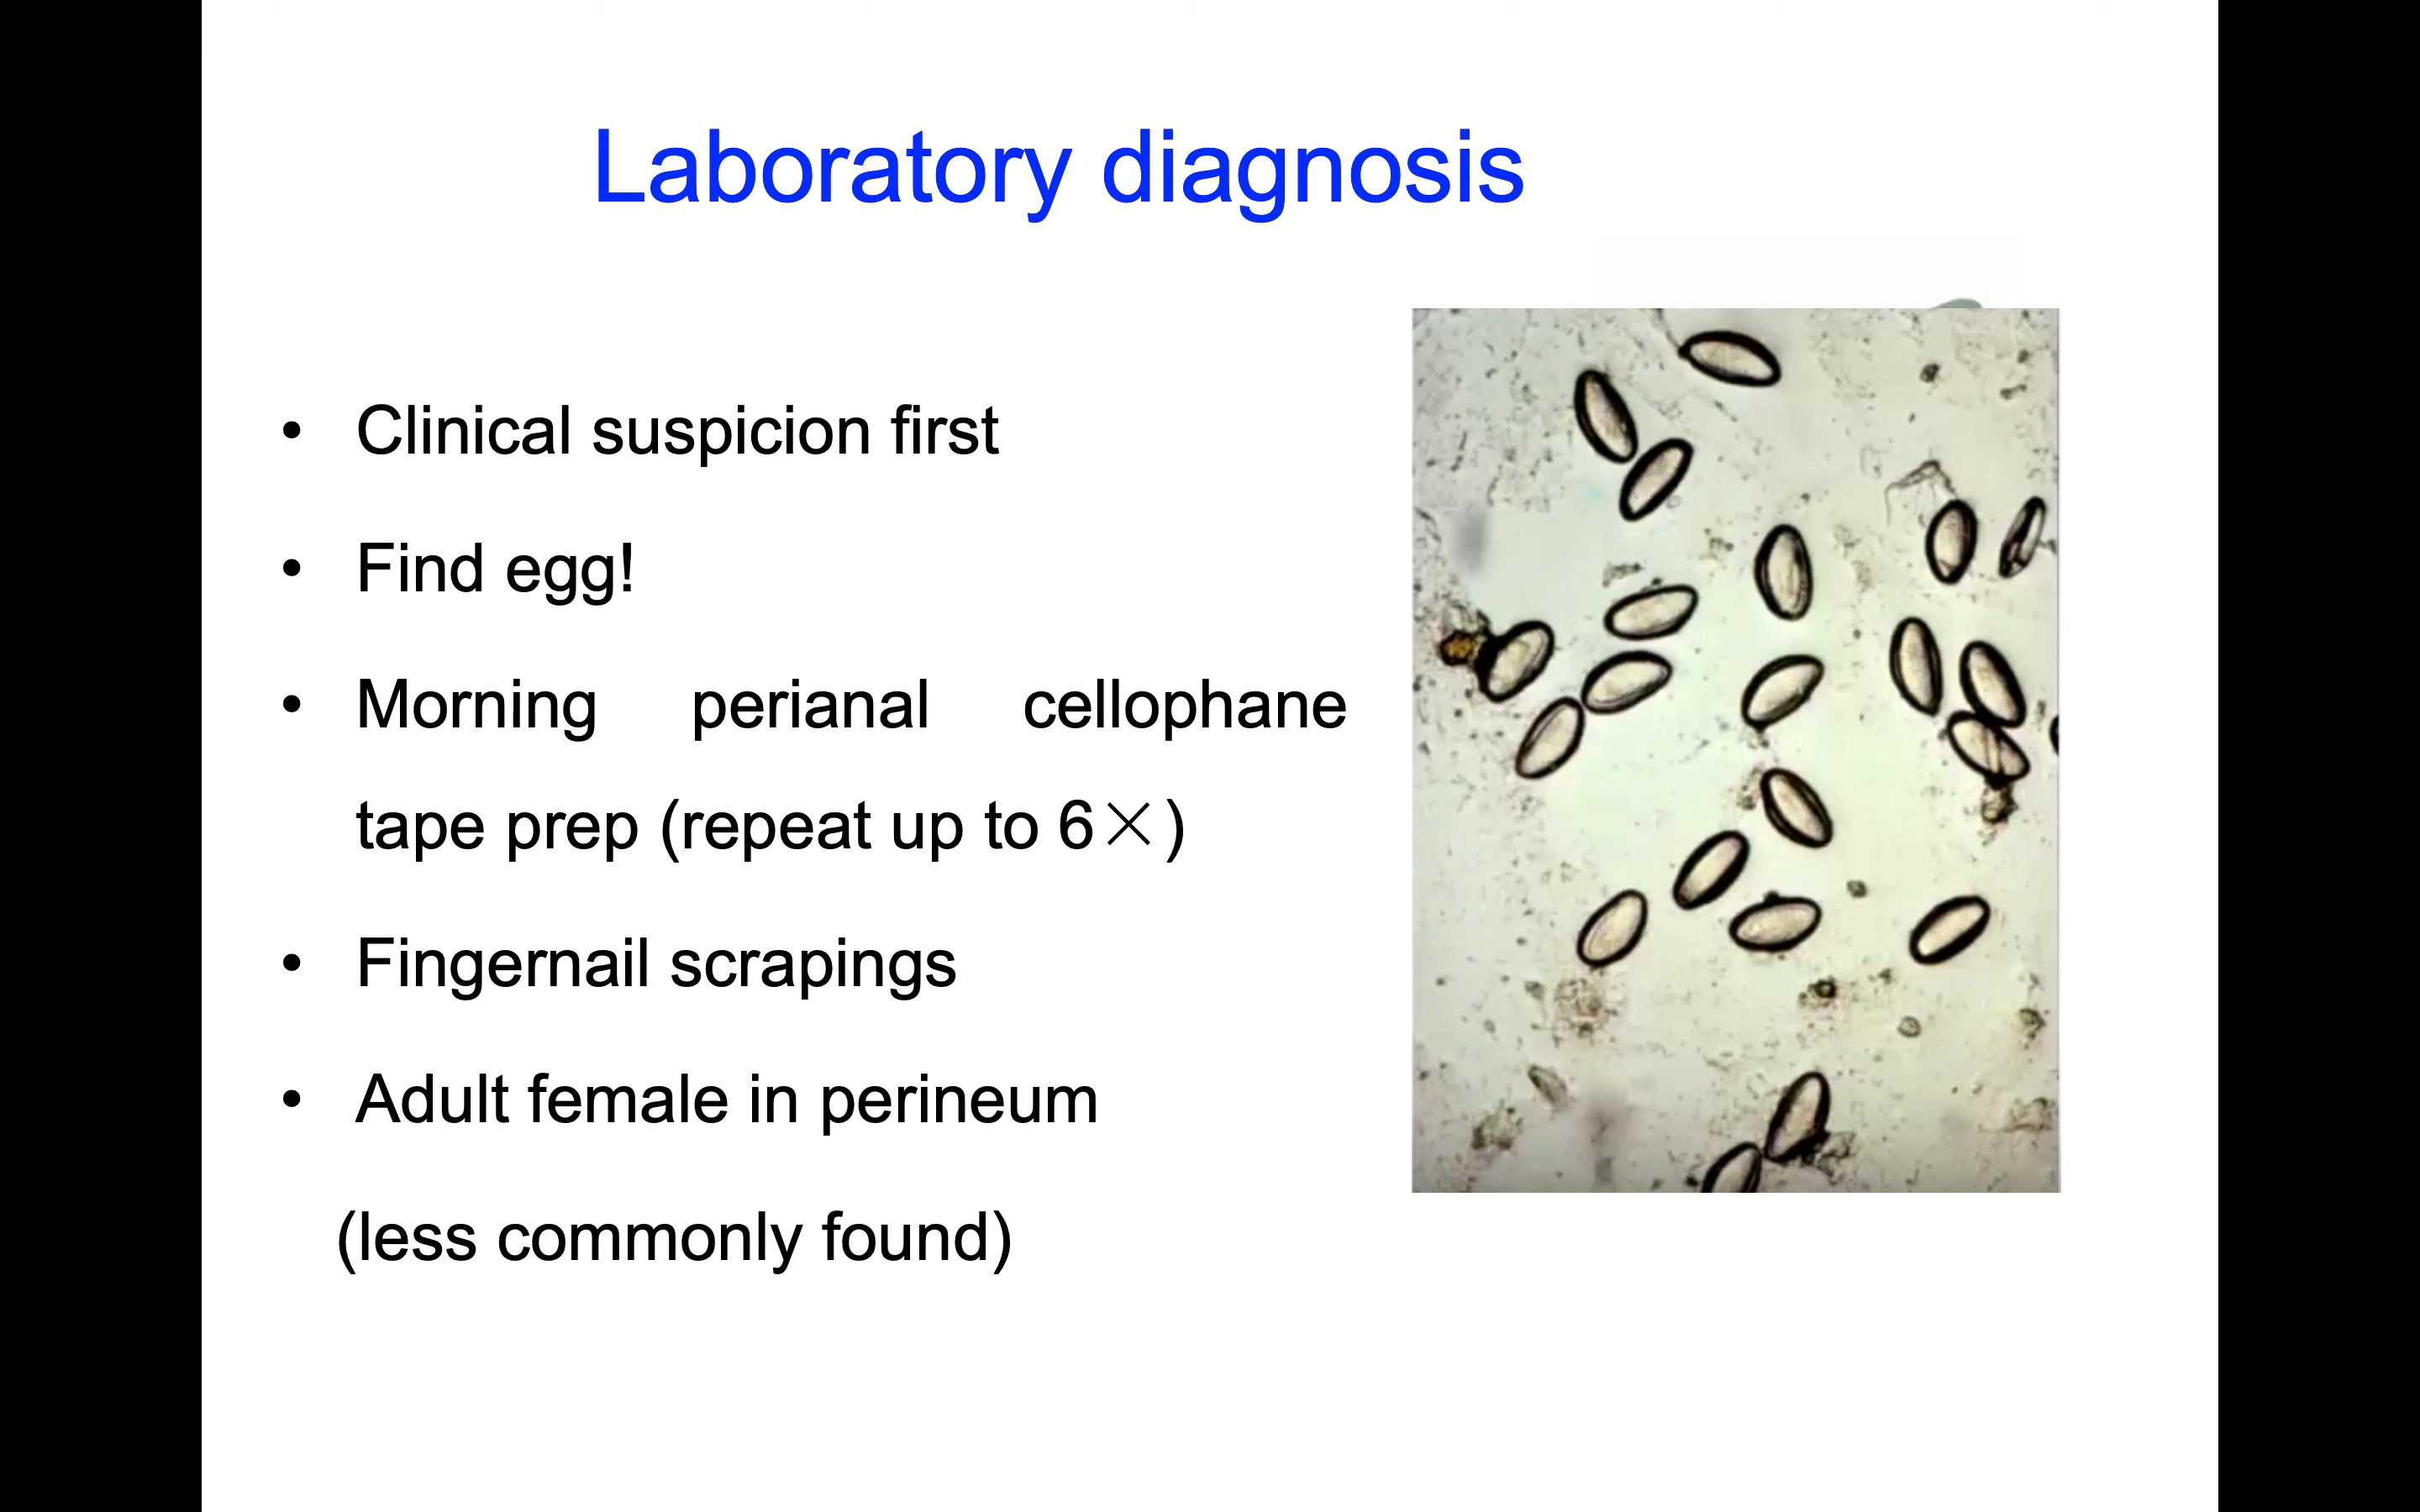 Laboratory diagnosis
• Clinical suspicion first
• Find egg!
• Morning perianal cellophane
tape prep (repeat up to 6×)
• Fingernail scrapings
• Adult female in perineum
(less commonly found)